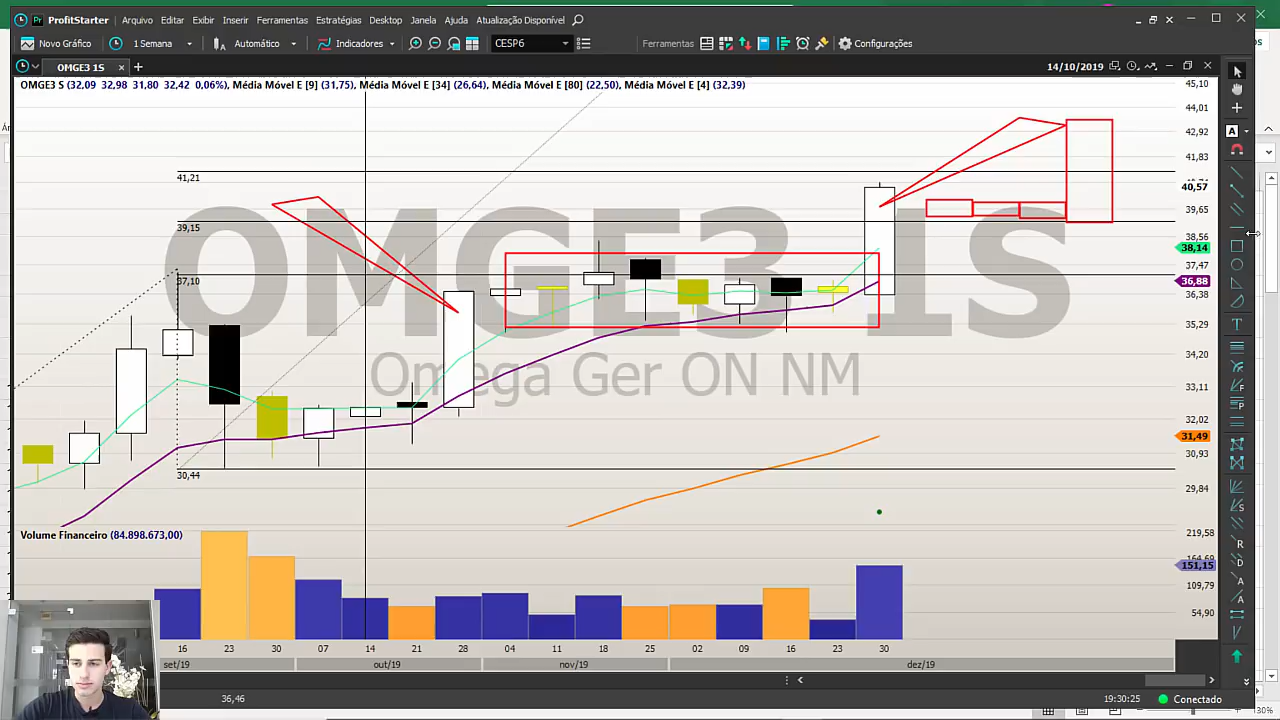 ProfitStarter Arquivo Editar Exibir Inserir Ferramentas Estratégias Desktop Janela Ajuda Atualização Disponível
Novo Gráfico 1 Semana Automático Indicadores CESP6 Ferramentas Configurações
OMGE3 1S 14/10/2019
OMGE3 S (32,09 32,98 31,80 32,42 0,06%), Média Móvel E [9] (31,75), Média Móvel E [34] (26,64), Média Móvel E [80] (22,50), Média Móvel E [4] (32,39)
45,10
44,01
42,92
41,83
41,21
40,57
39,65
39,15
38,56
38,14
37,47
37,10
36,88
36,38
35,29
34,20
33,11
32,02
31,49
30,93
30,44
29,84
OMGE3 1S
Omega Ger ON NM
Volume Financeiro (84.898.673,00)
219,58
151,15
109,79
54,90
16 23 30 07 14 21 28 04 11 18 25 02 09 16 23 30
set/19 out/19 nov/19 dez/19
36,46 19:30:25 Conectado
30%